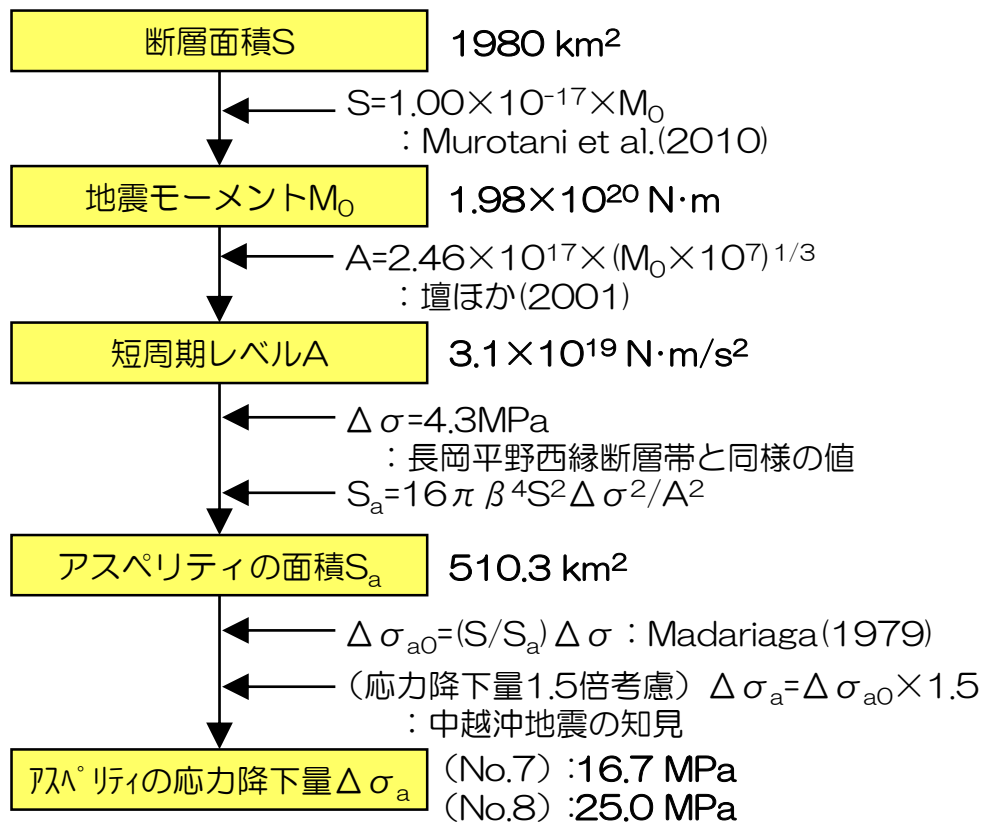 断層面積S 1980 km²
S=1.00×10⁻¹⁷×M₀
：Murotani et al.(2010)
地震モーメントM₀ 1.98×10²⁰ N·m
A=2.46×10¹⁷×(M₀×10⁷)¹/³
：壇ほか(2001)
短周期レベルA 3.1×10¹⁹ N·m/s²
Δσ=4.3MPa
：長岡平野西縁断層帯と同様の値
Sₐ=16πβ⁴S²Δσ²/A²
アスペリティの面積Sₐ 510.3 km²
Δσₐ₀=(S/Sₐ)Δσ：Madariaga(1979)
（応力降下量1.5倍考慮）Δσₐ=Δσₐ₀×1.5
：中越沖地震の知見
ｱｽﾍﾟﾘﾃｨの応力降下量Δσₐ （No.7）:16.7 MPa
（No.8）:25.0 MPa